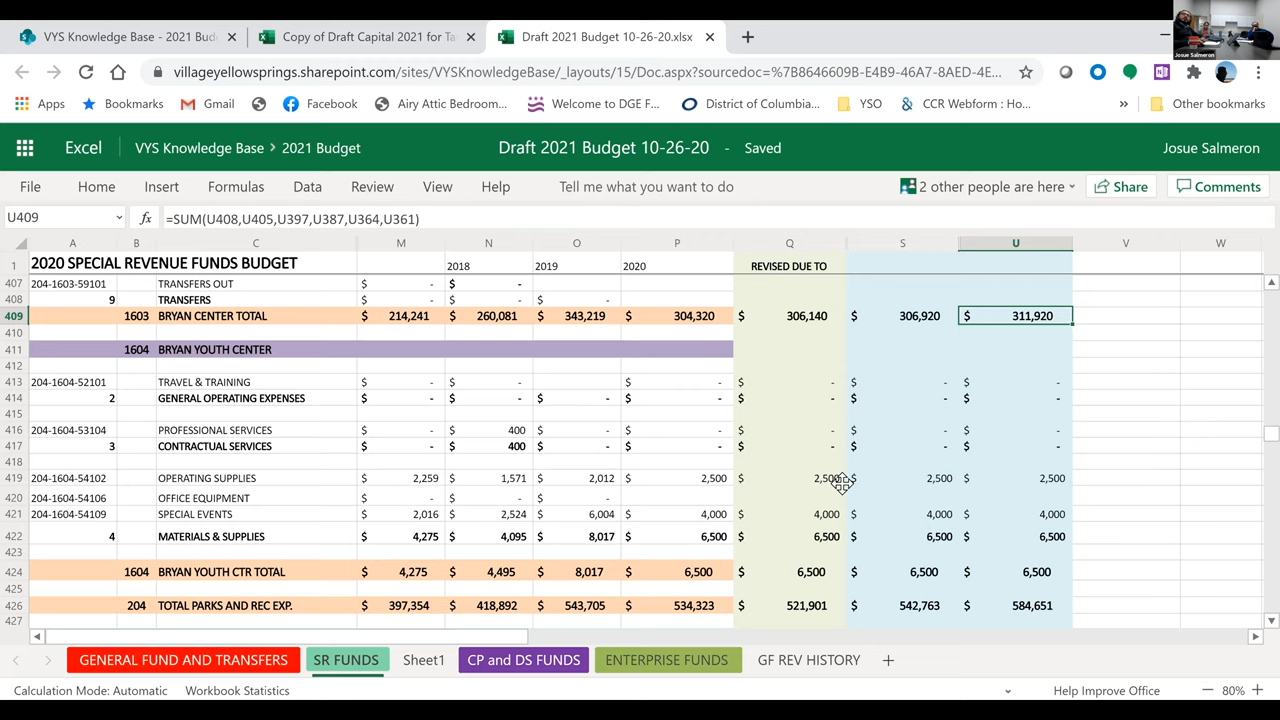 VYS Knowledge Base - 2021 Bud
Copy of Draft Capital 2021 for Ta
Draft 2021 Budget 10-26-20.xlsx
Josue Salmeron
villageyellowsprings.sharepoint.com/sites/VYSKnowledgeBase/_layouts/15/Doc.aspx?sourcedoc=%7B8646609B-E4B9-46A7-8AED-4E...
Apps Bookmarks Gmail Facebook Airy Attic Bedroom... Welcome to DGE F... District of Columbia... YSO CCR Webform : Ho... » Other bookmarks
Excel VYS Knowledge Base > 2021 Budget Draft 2021 Budget 10-26-20 - Saved Josue Salmeron
File Home Insert Formulas Data Review View Help Tell me what you want to do 2 other people are here Share Comments
U409 fx =SUM(U408,U405,U397,U387,U364,U361)
A B C M N O P Q S U V W
1 2020 SPECIAL REVENUE FUNDS BUDGET 2018 2019 2020 REVISED DUE TO
407 204-1603-59101 TRANSFERS OUT $ - $ -
408 9 TRANSFERS $ - $ - $ -
409 1603 BRYAN CENTER TOTAL $ 214,241 $ 260,081 $ 343,219 $ 304,320 $ 306,140 $ 306,920 $ 311,920
410
411 1604 BRYAN YOUTH CENTER
412
413 204-1604-52101 TRAVEL & TRAINING $ - $ - $ - $ - $ - $ -
414 2 GENERAL OPERATING EXPENSES $ - $ - $ - $ - $ - $ - $ -
415
416 204-1604-53104 PROFESSIONAL SERVICES $ - $ 400 $ - $ - $ - $ - $ -
417 3 CONTRACTUAL SERVICES $ - $ 400 $ - $ - $ - $ - $ -
418
419 204-1604-54102 OPERATING SUPPLIES $ 2,259 $ 1,571 $ 2,012 $ 2,500 $ 2,500 $ 2,500 $ 2,500
420 204-1604-54106 OFFICE EQUIPMENT $ - $ - $ -
421 204-1604-54109 SPECIAL EVENTS $ 2,016 $ 2,524 $ 6,004 $ 4,000 $ 4,000 $ 4,000 $ 4,000
422 4 MATERIALS & SUPPLIES $ 4,275 $ 4,095 $ 8,017 $ 6,500 $ 6,500 $ 6,500 $ 6,500
423
424 1604 BRYAN YOUTH CTR TOTAL $ 4,275 $ 4,495 $ 8,017 $ 6,500 $ 6,500 $ 6,500 $ 6,500
425
426 204 TOTAL PARKS AND REC EXP. $ 397,354 $ 418,892 $ 543,705 $ 534,323 $ 521,901 $ 542,763 $ 584,651
427
GENERAL FUND AND TRANSFERS SR FUNDS Sheet1 CP and DS FUNDS ENTERPRISE FUNDS GF REV HISTORY
Calculation Mode: Automatic Workbook Statistics Help Improve Office 80%